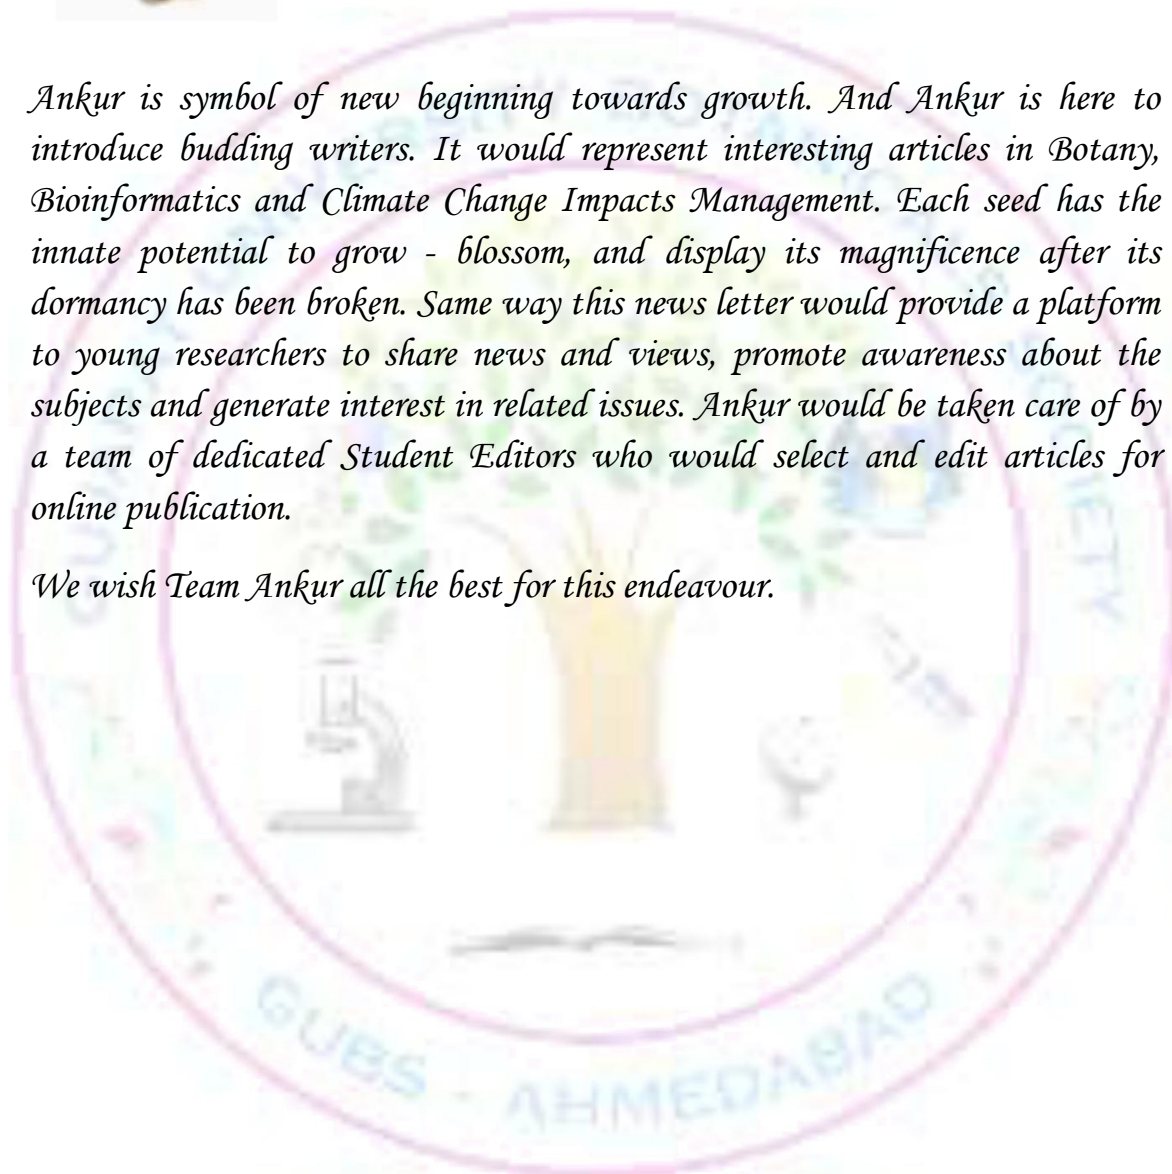 Ankur is symbol of new beginning towards growth. And Ankur is here to
introduce budding writers. It would represent interesting articles in Botany,
Bioinformatics and Climate Change Impacts Management. Each seed has the
innate potential to grow - blossom, and display its magnificence after its
dormancy has been broken. Same way this news letter would provide a platform
to young researchers to share news and views, promote awareness about the
subjects and generate interest in related issues. Ankur would be taken care of by
a team of dedicated Student Editors who would select and edit articles for
online publication.
We wish Team Ankur all the best for this endeavour.
GUBS - AHMEDABAD